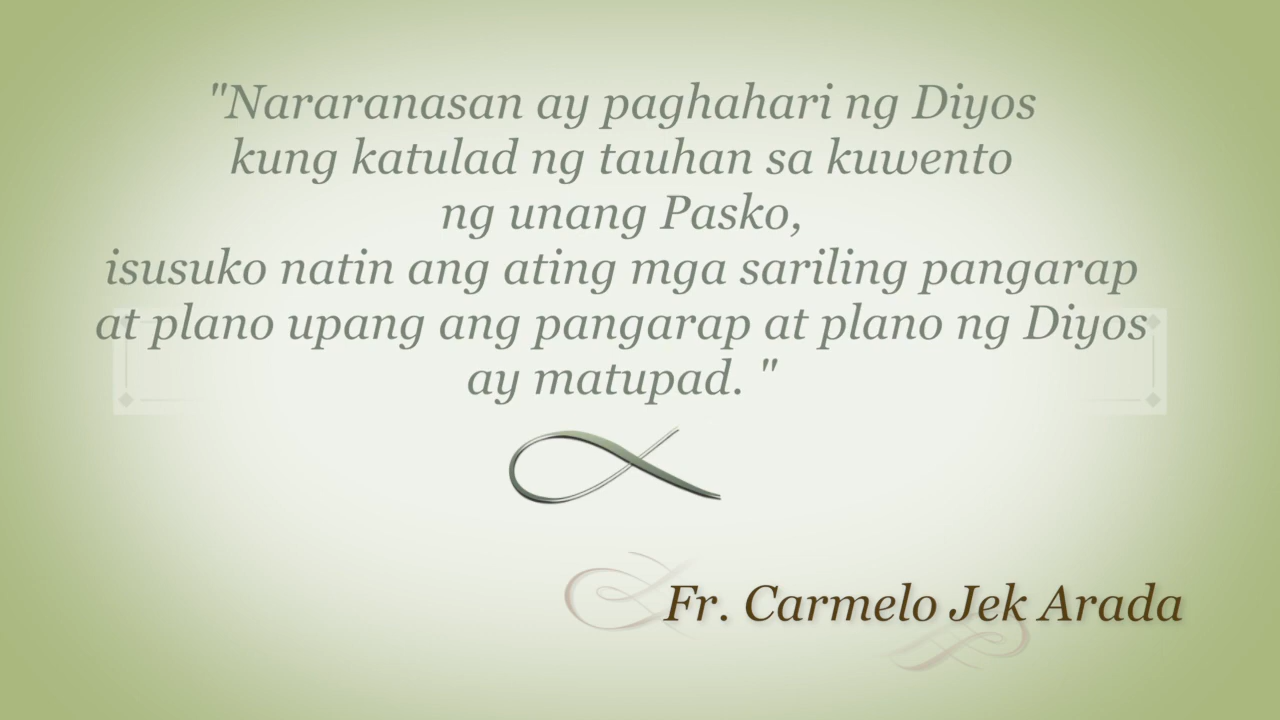 "Nararanasan ay paghahari ng Diyos
kung katulad ng tauhan sa kuwento
ng unang Pasko,
isusuko natin ang ating mga sariling pangarap
at plano upang ang pangarap at plano ng Diyos
ay matupad. "
Fr. Carmelo Jek Arada